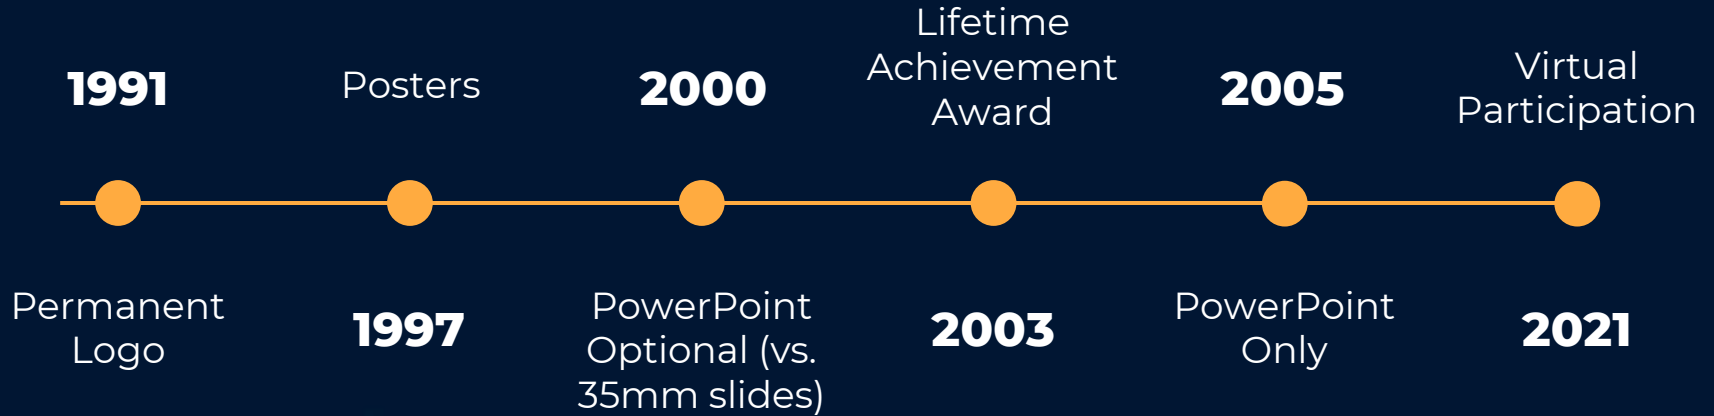 1991
Permanent
Logo
Posters
1997
2000
PowerPoint
Optional (vs.
35mm slides)
Lifetime
Achievement
Award
2003
2005
PowerPoint
Only
Virtual
Participation
2021